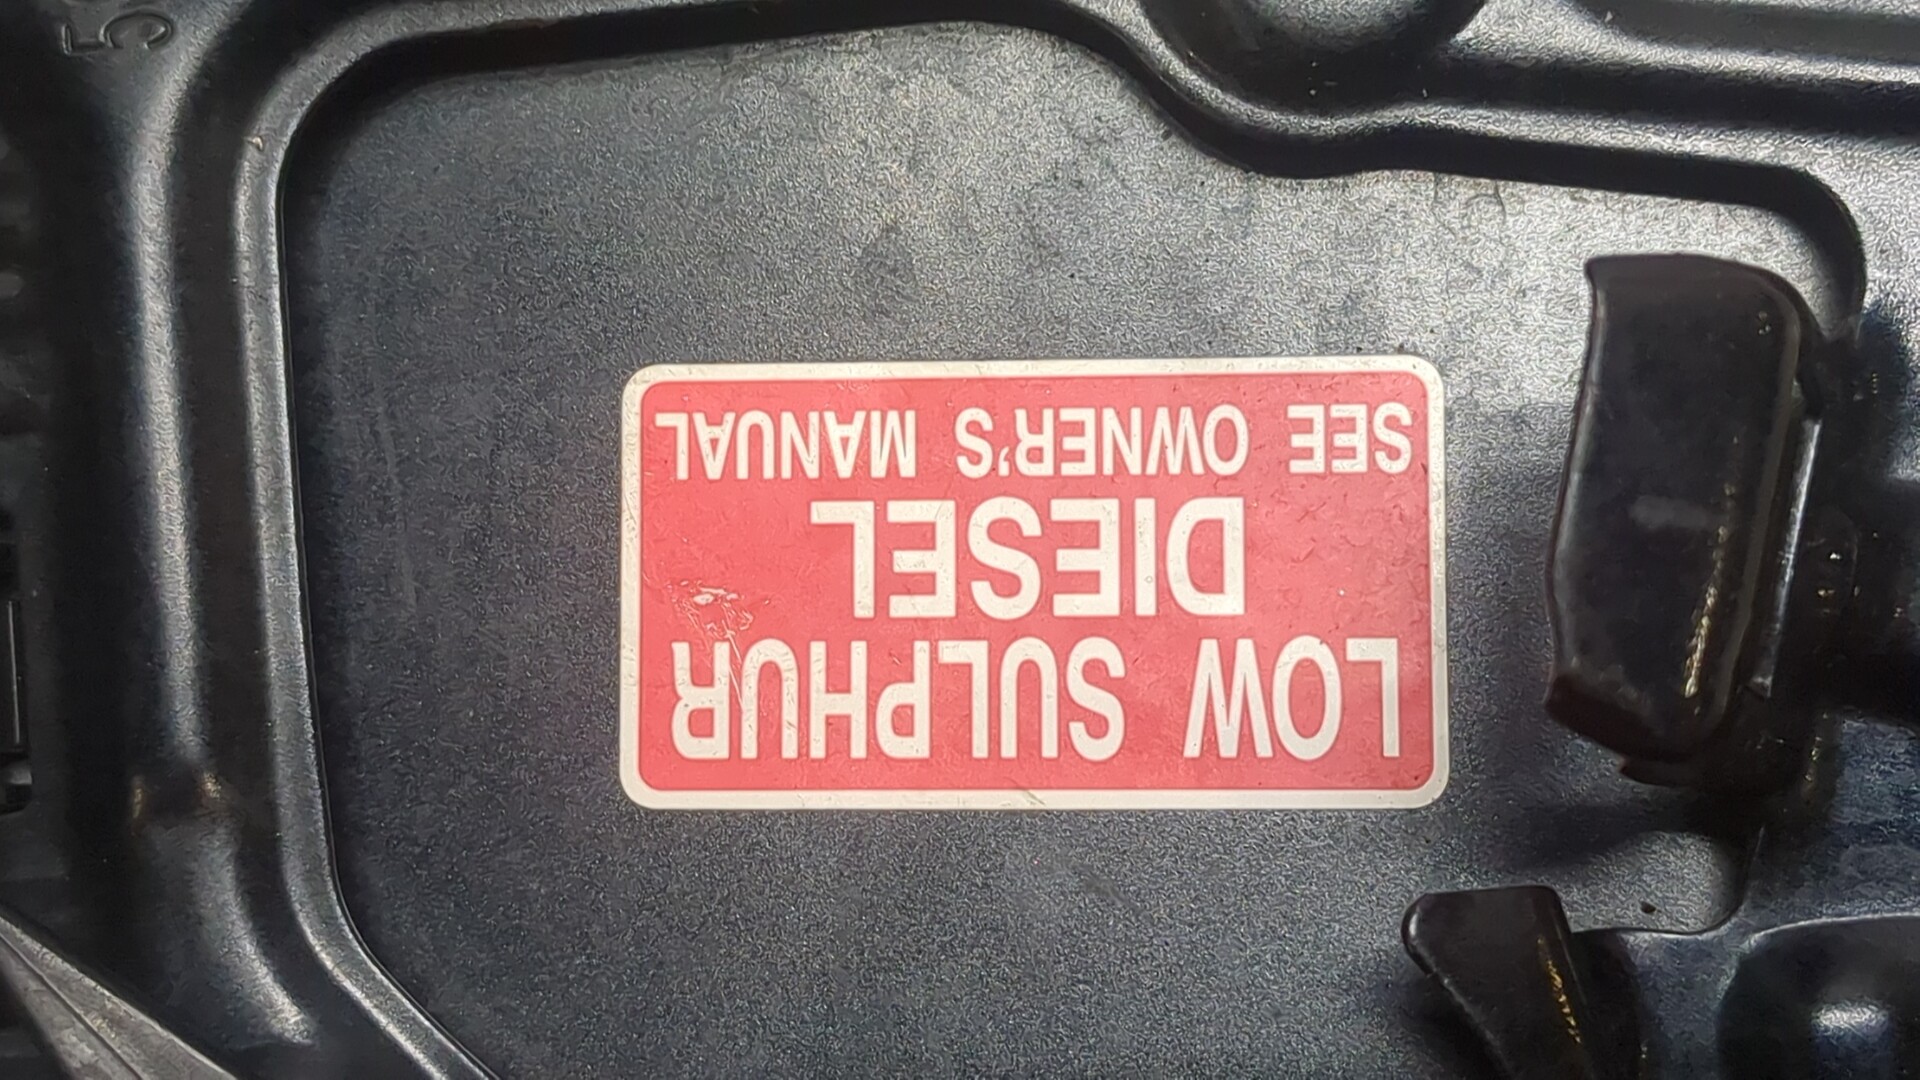 LOW SULPHUR
DIESEL
SEE OWNER'S MANUAL